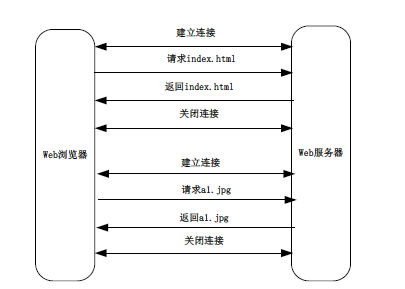 建立连接
请求index.html
返回index.html
关闭连接
Web浏览器
Web服务器
建立连接
请求a1.jpg
返回a1.jpg
关闭连接